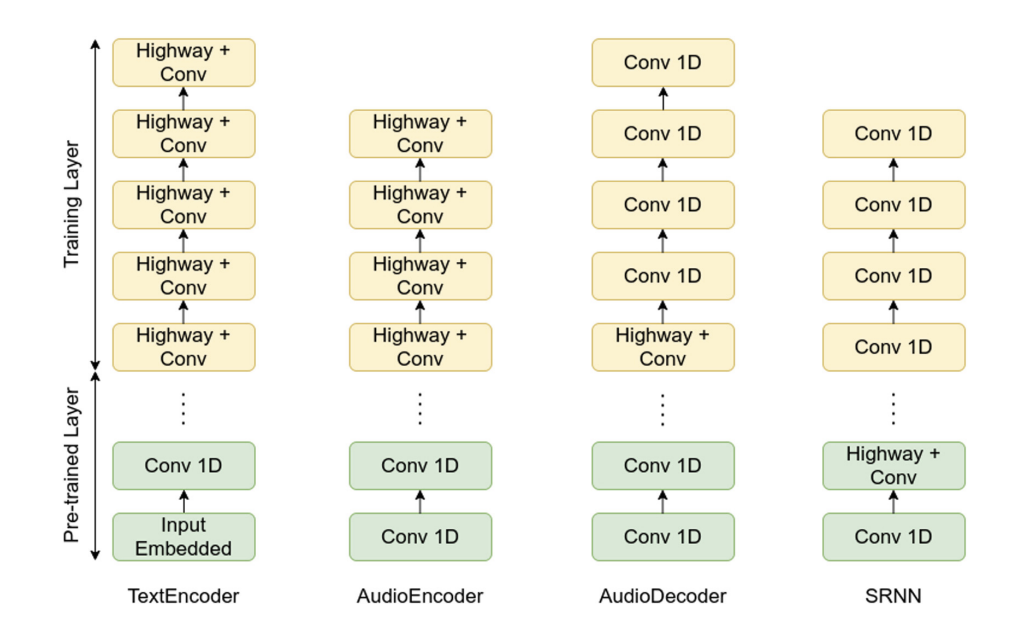 Training Layer
Pre-trained Layer
Highway +
Conv
Highway +
Conv
Highway +
Conv
Highway +
Conv
Highway +
Conv
Conv 1D
Input
Embedded
TextEncoder
Highway +
Conv
Highway +
Conv
Highway +
Conv
Highway +
Conv
Conv 1D
Conv 1D
AudioEncoder
Conv 1D
Conv 1D
Conv 1D
Conv 1D
Highway +
Conv
Conv 1D
Conv 1D
AudioDecoder
Conv 1D
Conv 1D
Conv 1D
Conv 1D
Highway +
Conv
Conv 1D
SRNN